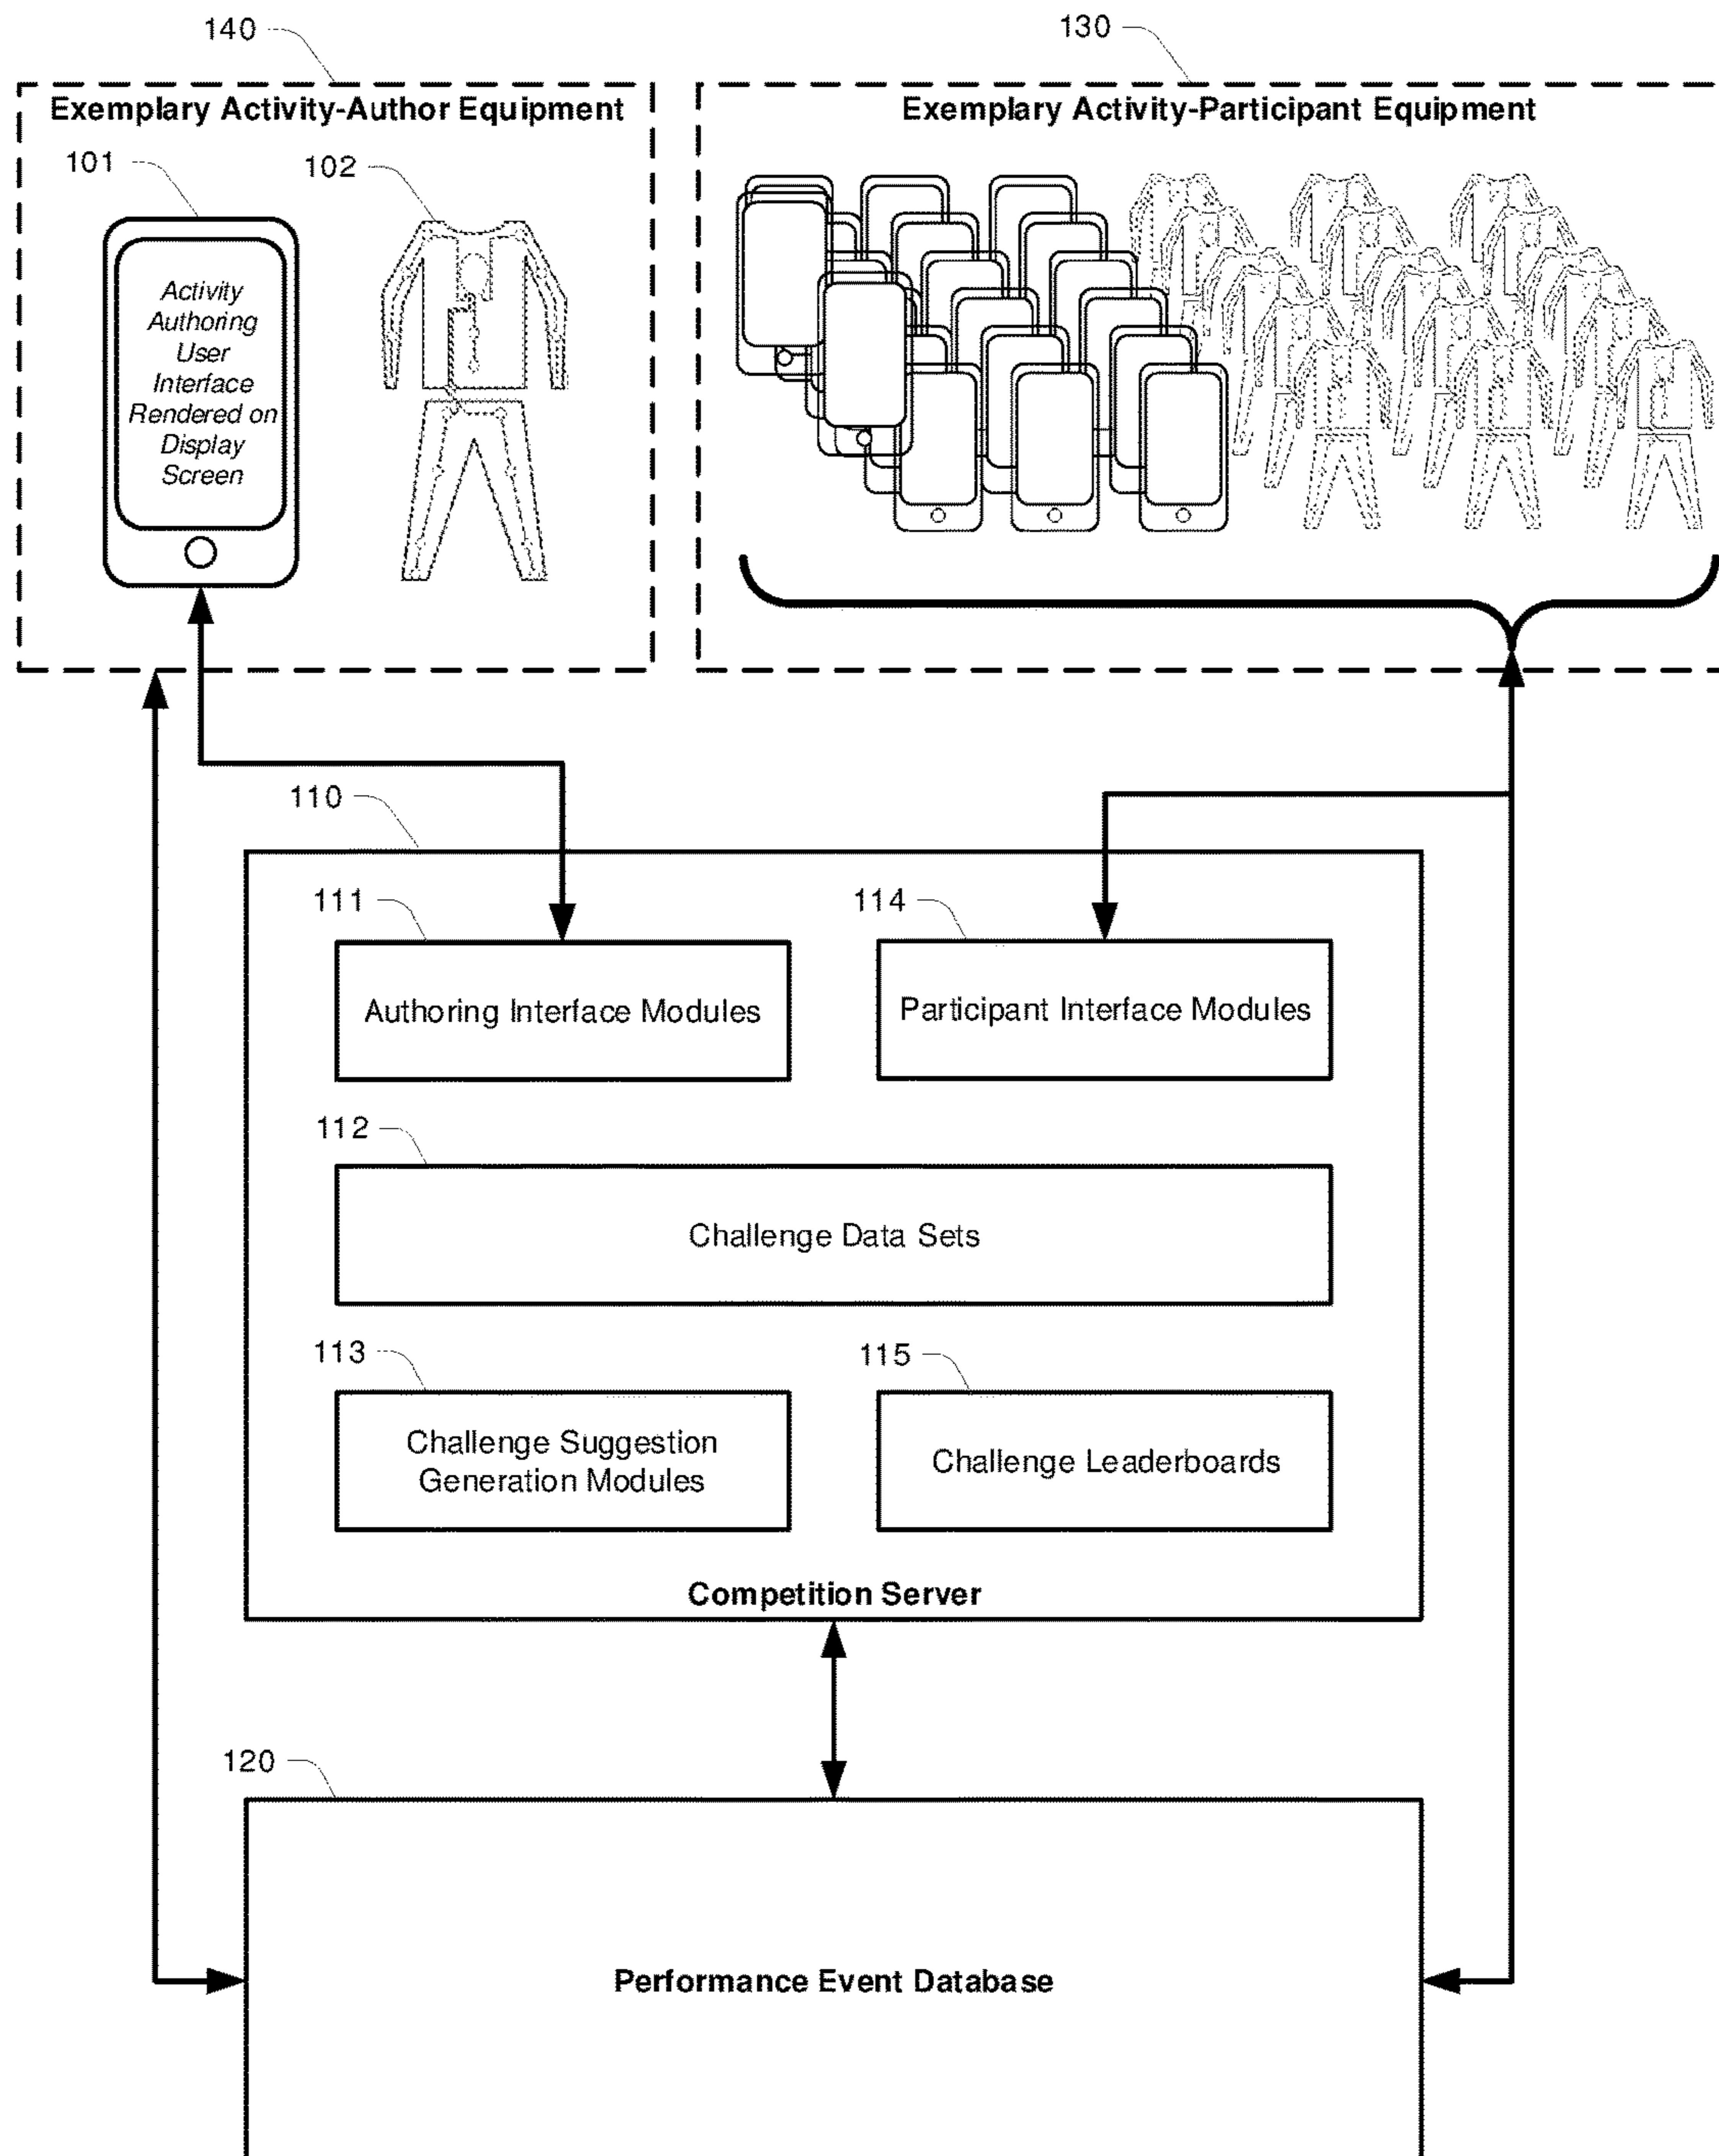 140
130
Exemplary Activity-Author Equipment
Exemplary Activity-Participant Equipment
101
102
Activity
Authoring
User
Interface
Rendered on
Display
Screen
110
111
114
Authoring Interface Modules
Participant Interface Modules
112
Challenge Data Sets
113
115
Challenge Suggestion
Generation Modules
Challenge Leaderboards
Competition Server
120
Performance Event Database